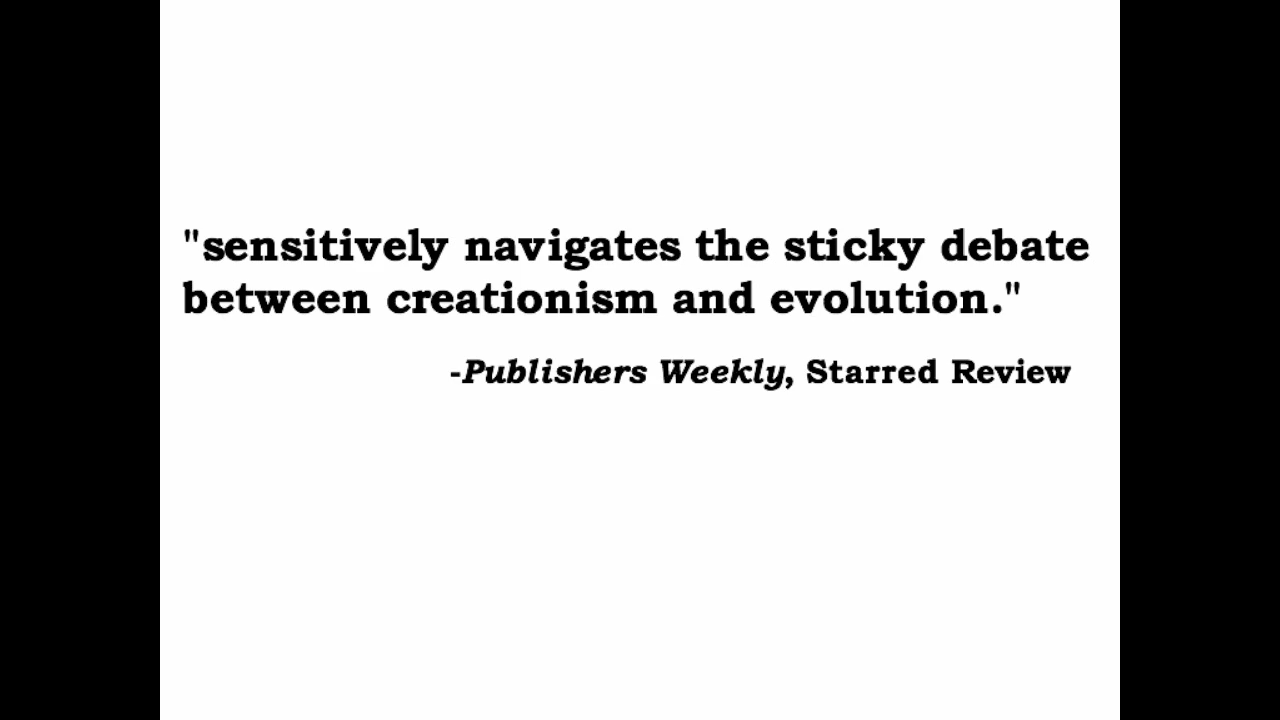 "sensitively navigates the sticky debate
between creationism and evolution."
-Publishers Weekly, Starred Review